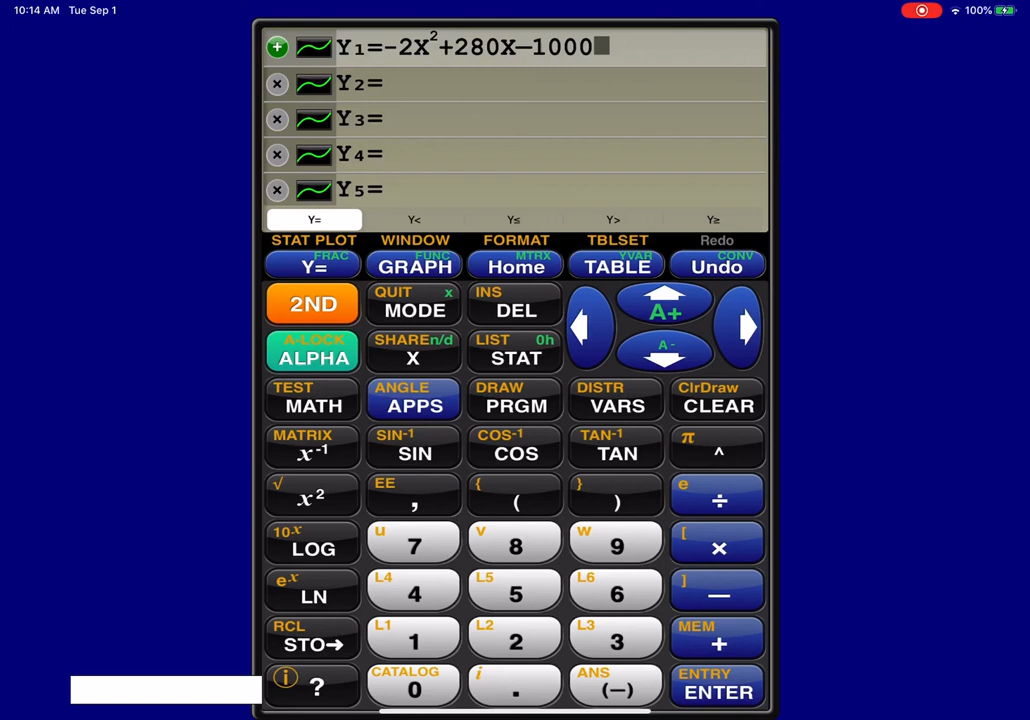 10:14 AM Tue Sep 1 100%
Y1=-2X²+280X−1000
Y2=
Y3=
Y4=
Y5=
Y= Y< Y≤ Y> Y≥
STAT PLOT WINDOW FORMAT TBLSET Redo
FRAC FUNC MTRX YVAR CONV
Y= GRAPH Home TABLE Undo
2ND QUIT x INS
MODE DEL A+
A-LOCK SHARE n/d LIST 0h A-
ALPHA X STAT
TEST ANGLE DRAW DISTR ClrDraw
MATH APPS PRGM VARS CLEAR
MATRIX SIN⁻¹ COS⁻¹ TAN⁻¹ π
x⁻¹ SIN COS TAN ^
√ EE { } e
x² , ( ) ÷
10ˣ u v w [
LOG 7 8 9 ×
eˣ L4 L5 L6 ]
LN 4 5 6 −
RCL L1 L2 L3 MEM
STO➔ 1 2 3 +
i CATALOG i ANS ENTRY
? 0 . (−) ENTER